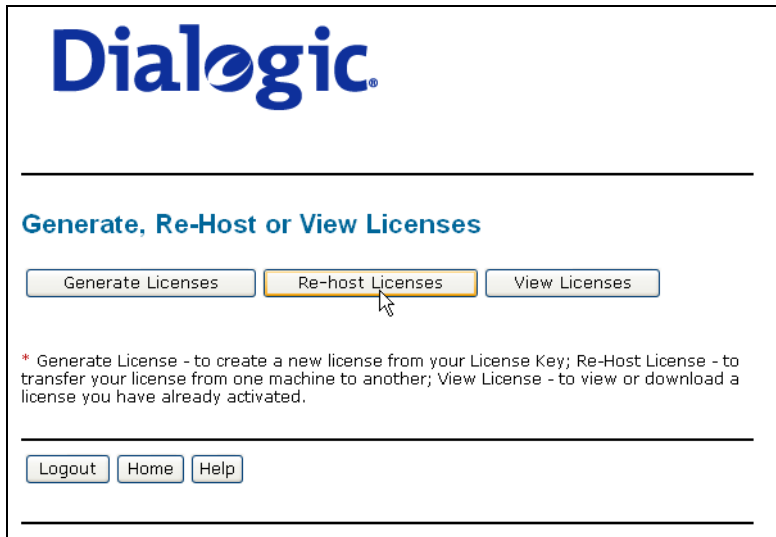 Dialogic®
Generate, Re-Host or View Licenses
Generate Licenses Re-host Licenses View Licenses
* Generate License - to create a new license from your License Key; Re-Host License - to
transfer your license from one machine to another; View License - to view or download a
license you have already activated.
Logout Home Help